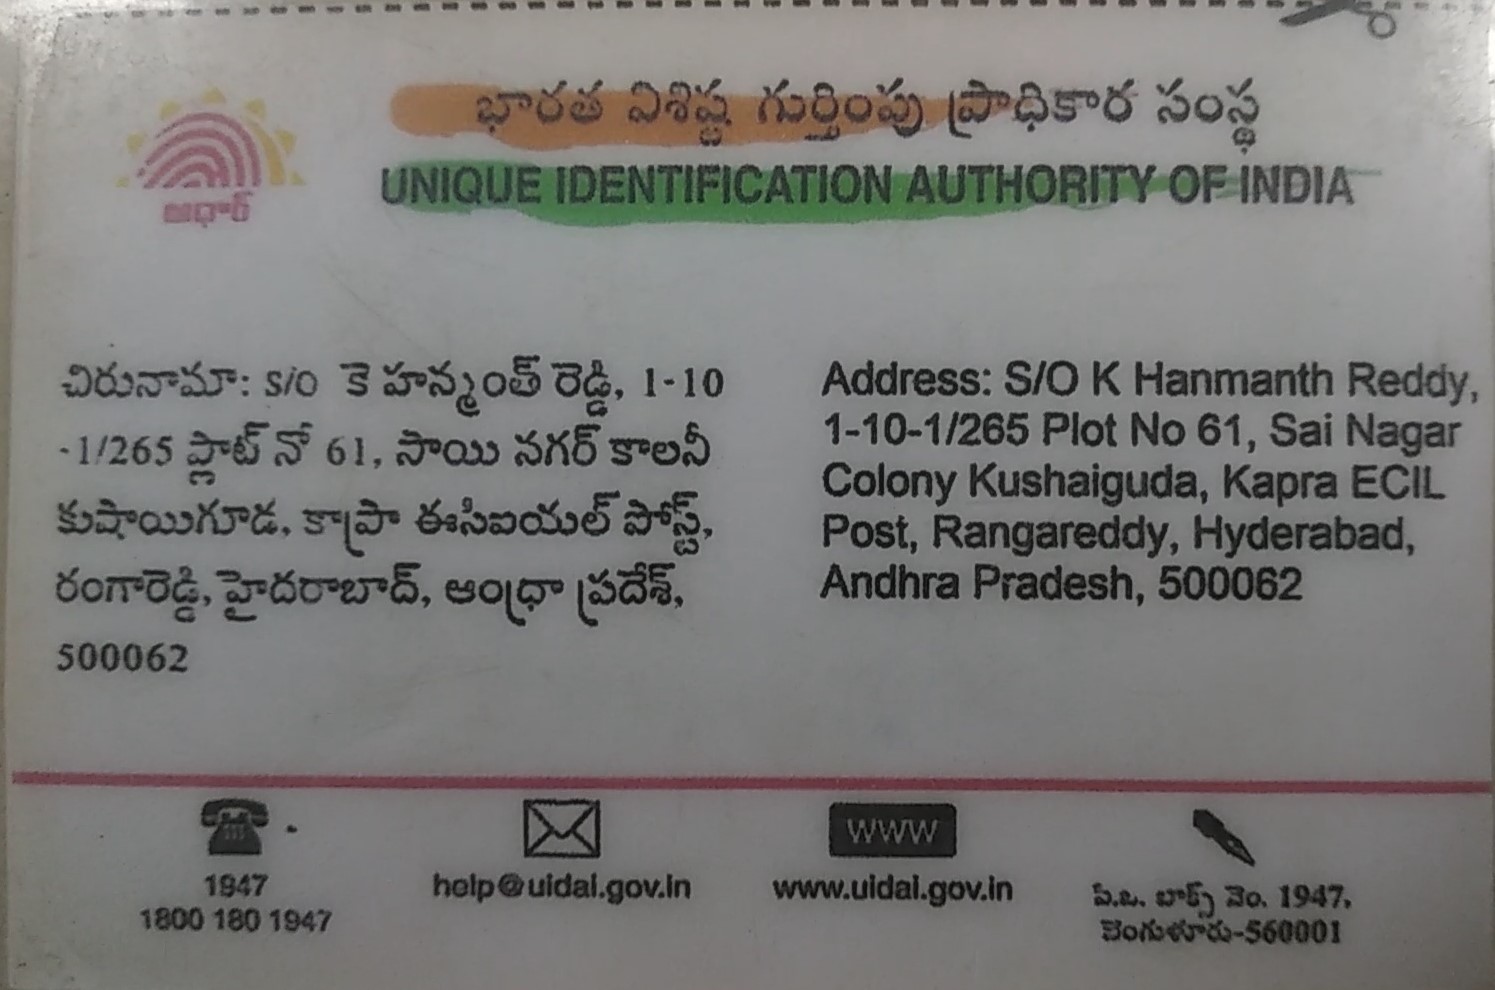 ఆధార్
భారత విశిష్ట గుర్తింపు ప్రాధికార సంస్థ
UNIQUE IDENTIFICATION AUTHORITY OF INDIA
చిరునామా: S/O కె హన్మంత్ రెడ్డి, 1-10
-1/265 ప్లాట్ నో 61, సాయి నగర్ కాలనీ
కుషాయిగూడ, కాప్రా ఈసిఐయల్ పోస్ట్,
రంగారెడ్డి, హైదరాబాద్, ఆంధ్రా ప్రదేశ్,
500062
Address: S/O K Hanmanth Reddy,
1-10-1/265 Plot No 61, Sai Nagar
Colony Kushaiguda, Kapra ECIL
Post, Rangareddy, Hyderabad,
Andhra Pradesh, 500062
1947
1800 180 1947
help@uidai.gov.in
WWW
www.uidai.gov.in
పి.ఒ. బాక్స్ నెం. 1947,
బెంగుళూరు-560001